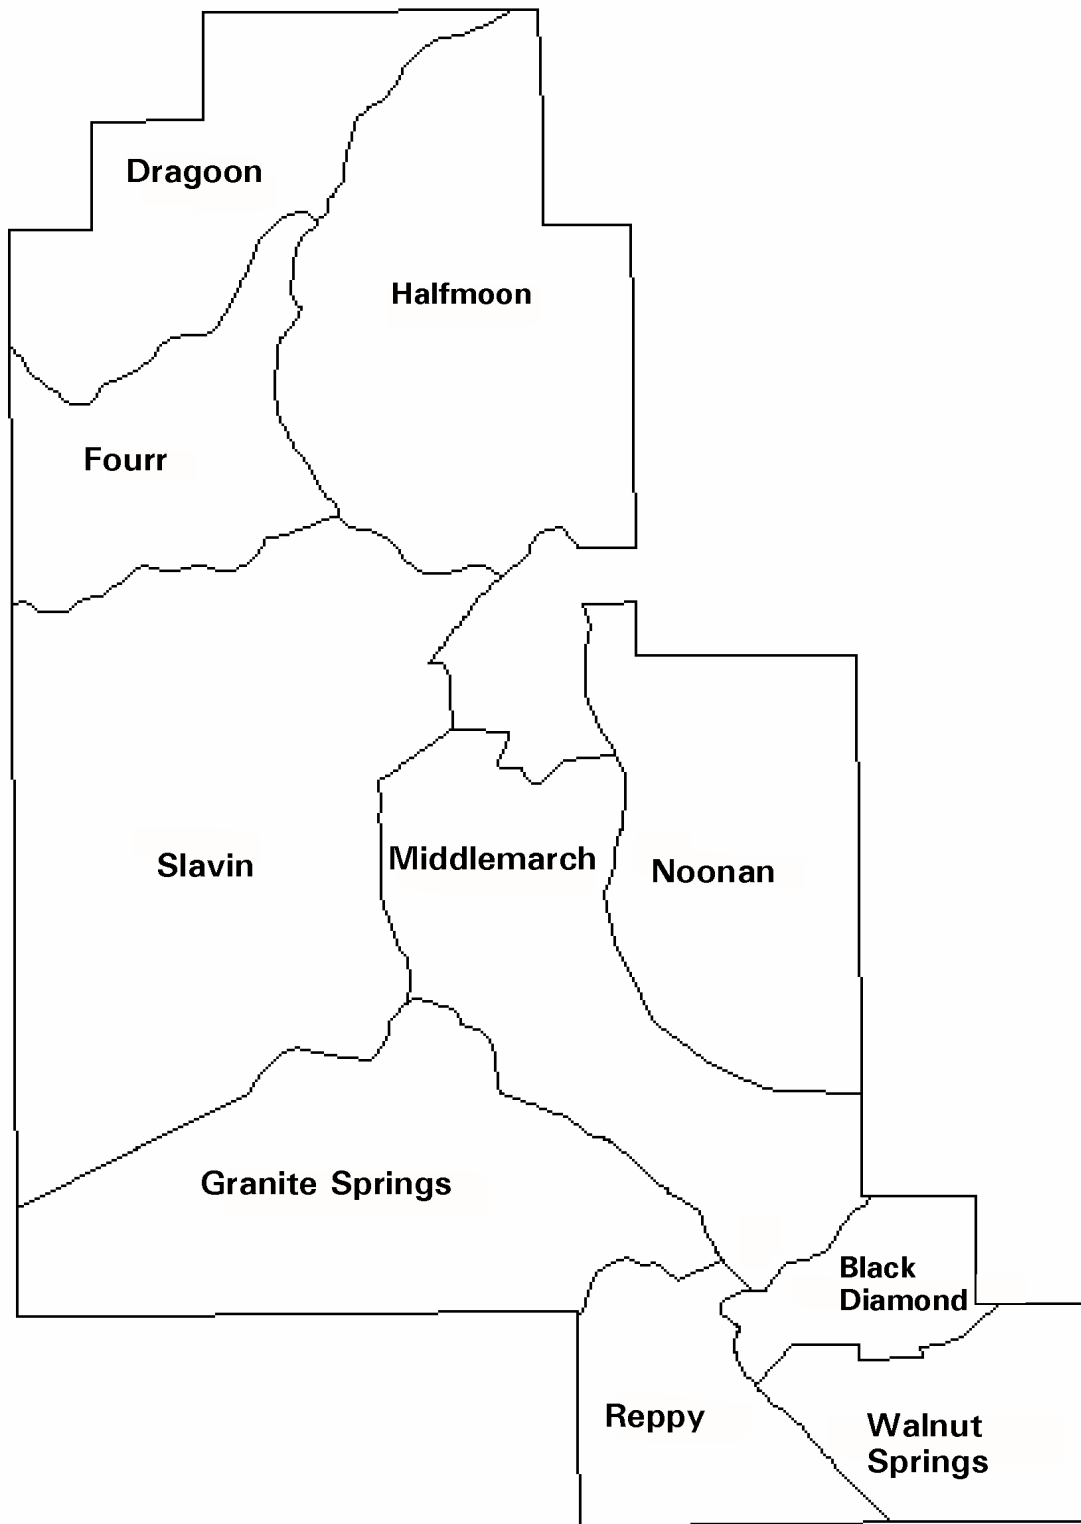 Dragoon
Halfmoon
Fourr
Slavin
Middlemarch
Noonan
Granite Springs
Black
Diamond
Reppy
Walnut
Springs